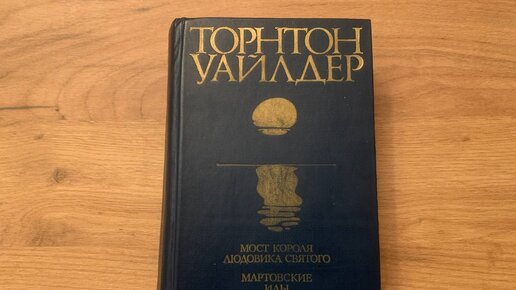 ТОРНТОН
УАЙЛДЕР
МОСТ КОРОЛЯ
ЛЮДОВИКА СВЯТОГО
МАРТОВСКИЕ
ИДЫ